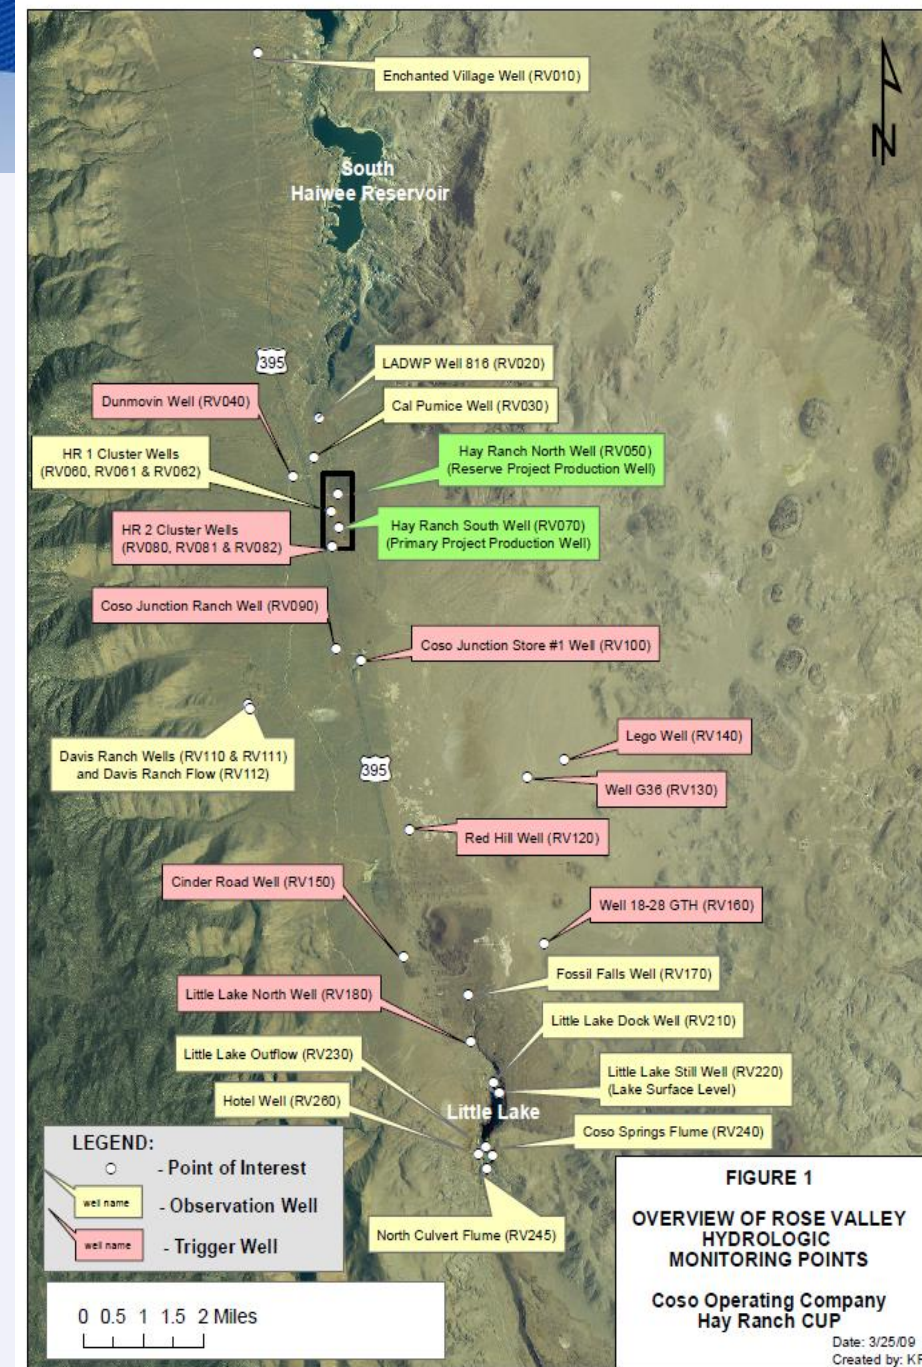 Enchanted Village Well (RV010)
N
South
Haiwee Reservoir
395
LADWP Well 816 (RV020)
Dunmovin Well (RV040)
Cal Pumice Well (RV030)
HR 1 Cluster Wells
(RV060, RV061 & RV062)
Hay Ranch North Well (RV050)
(Reserve Project Production Well)
HR 2 Cluster Wells
(RV080, RV081 & RV082)
Hay Ranch South Well (RV070)
(Primary Project Production Well)
Coso Junction Ranch Well (RV090)
Coso Junction Store #1 Well (RV100)
Davis Ranch Wells (RV110 & RV111)
and Davis Ranch Flow (RV112)
Lego Well (RV140)
395
Well G36 (RV130)
Red Hill Well (RV120)
Cinder Road Well (RV150)
Well 18-28 GTH (RV160)
Fossil Falls Well (RV170)
Little Lake North Well (RV180)
Little Lake Dock Well (RV210)
Little Lake Outflow (RV230)
Little Lake Still Well (RV220)
(Lake Surface Level)
Hotel Well (RV260)
Little Lake
Coso Springs Flume (RV240)
North Culvert Flume (RV245)
LEGEND:
- Point of Interest
well name
- Observation Well
well name
- Trigger Well
0 0.5 1 1.5 2 Miles
FIGURE 1
OVERVIEW OF ROSE VALLEY
HYDROLOGIC
MONITORING POINTS
Coso Operating Company
Hay Ranch CUP
Date: 3/25/09
Created by: